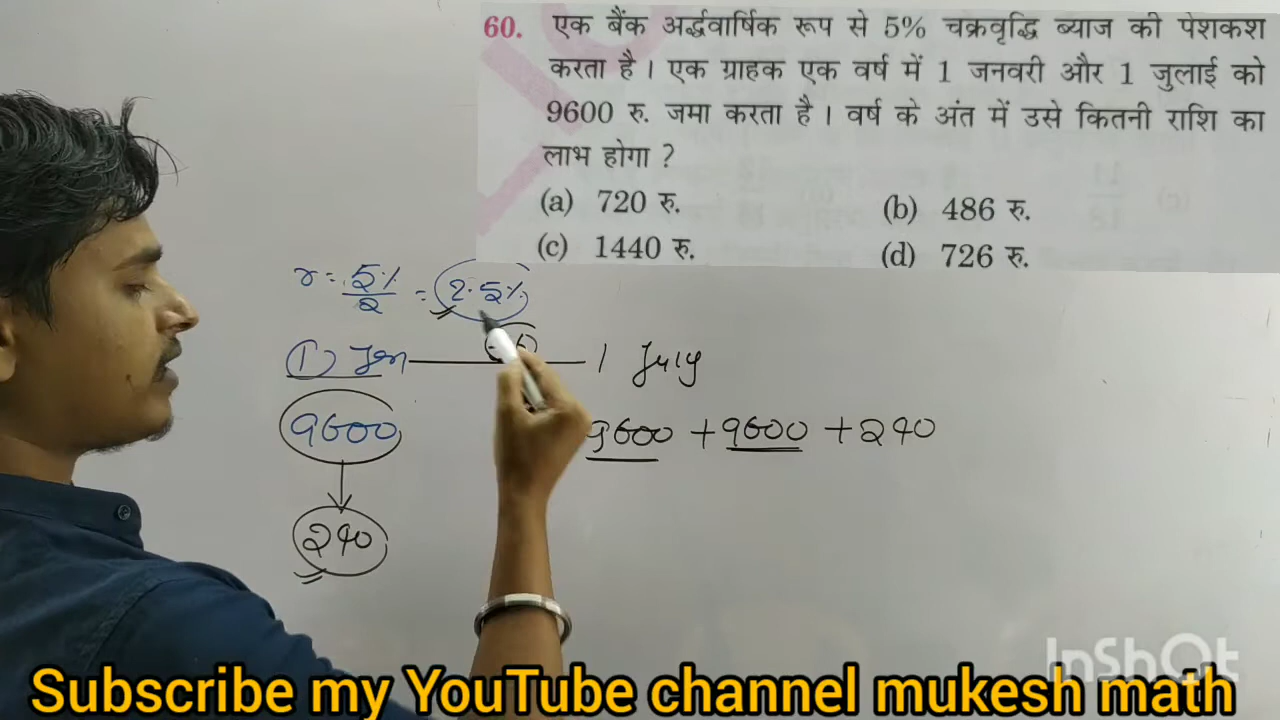 60. एक बैंक अर्द्धवार्षिक रूप से 5% चक्रवृद्धि ब्याज की पेशकश
करता है। एक ग्राहक एक वर्ष में 1 जनवरी और 1 जुलाई को
9600 रु. जमा करता है। वर्ष के अंत में उसे कितनी राशि का
लाभ होगा ?
(a) 720 रु. (b) 486 रु.
(c) 1440 रु. (d) 726 रु.
r = 5%/2 = 2.5%
1 Jan 1 July
9600 9600 + 9600 + 240
240
InShOt
Subscribe my YouTube channel mukesh math